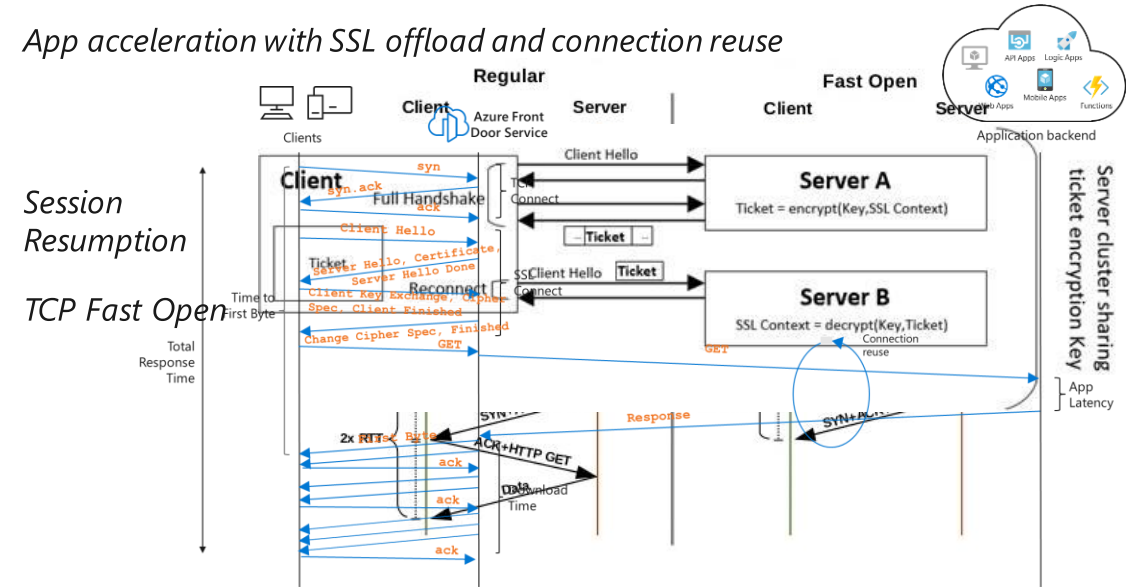 App acceleration with SSL offload and connection reuse
Regular
Fast Open
Client
Server
Client
Server
API Apps
Logic Apps
Web Apps
Mobile Apps
Functions
Application backend
Clients
Azure Front
Door Service
Client Hello
syn
syn.ack
ack
TCP
Connect
Client
Full Handshake
Server A
Ticket = encrypt(Key,SSL Context)
Session
Resumption
Client Hello
... Ticket ...
Ticket
Server Hello, Certificate,
Server Hello Done
SSL
Connect
Client Hello
Ticket
Reconnect
Server B
SSL Context = decrypt(Key,Ticket)
Server cluster sharing
ticket encryption Key
TCP Fast Open
Time to
First Byte
Client Key Exchange, Cipher
Spec, Client Finished
Change Cipher Spec, Finished
GET
GET
Connection
reuse
Total
Response
Time
App
Latency
Response
SYN+ACK
2x RTT
First Byte
ACK+HTTP GET
ack
Data
Download
Time
ack
ack